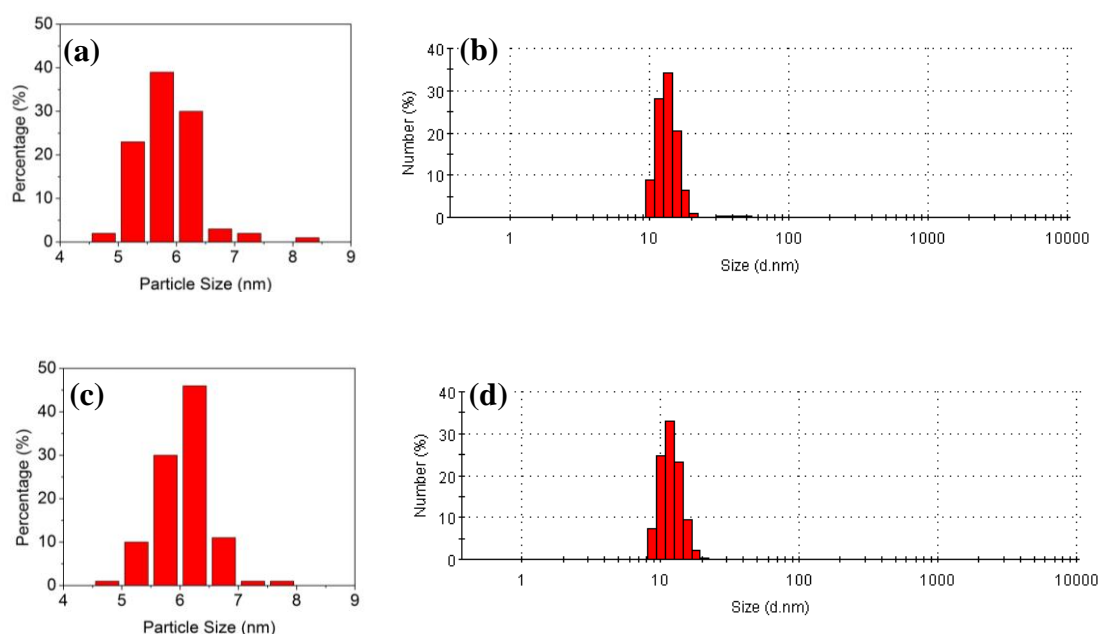 (a)
Percentage (%)
50
40
30
20
10
0
4 5 6 7 8 9
Particle Size (nm)
(b)
Number (%)
40
30
20
10
0
1 10 100 1000 10000
Size (d.nm)
(c)
Percentage (%)
50
40
30
20
10
0
4 5 6 7 8 9
Particle Size (nm)
(d)
Number (%)
40
30
20
10
0
1 10 100 1000 10000
Size (d.nm)